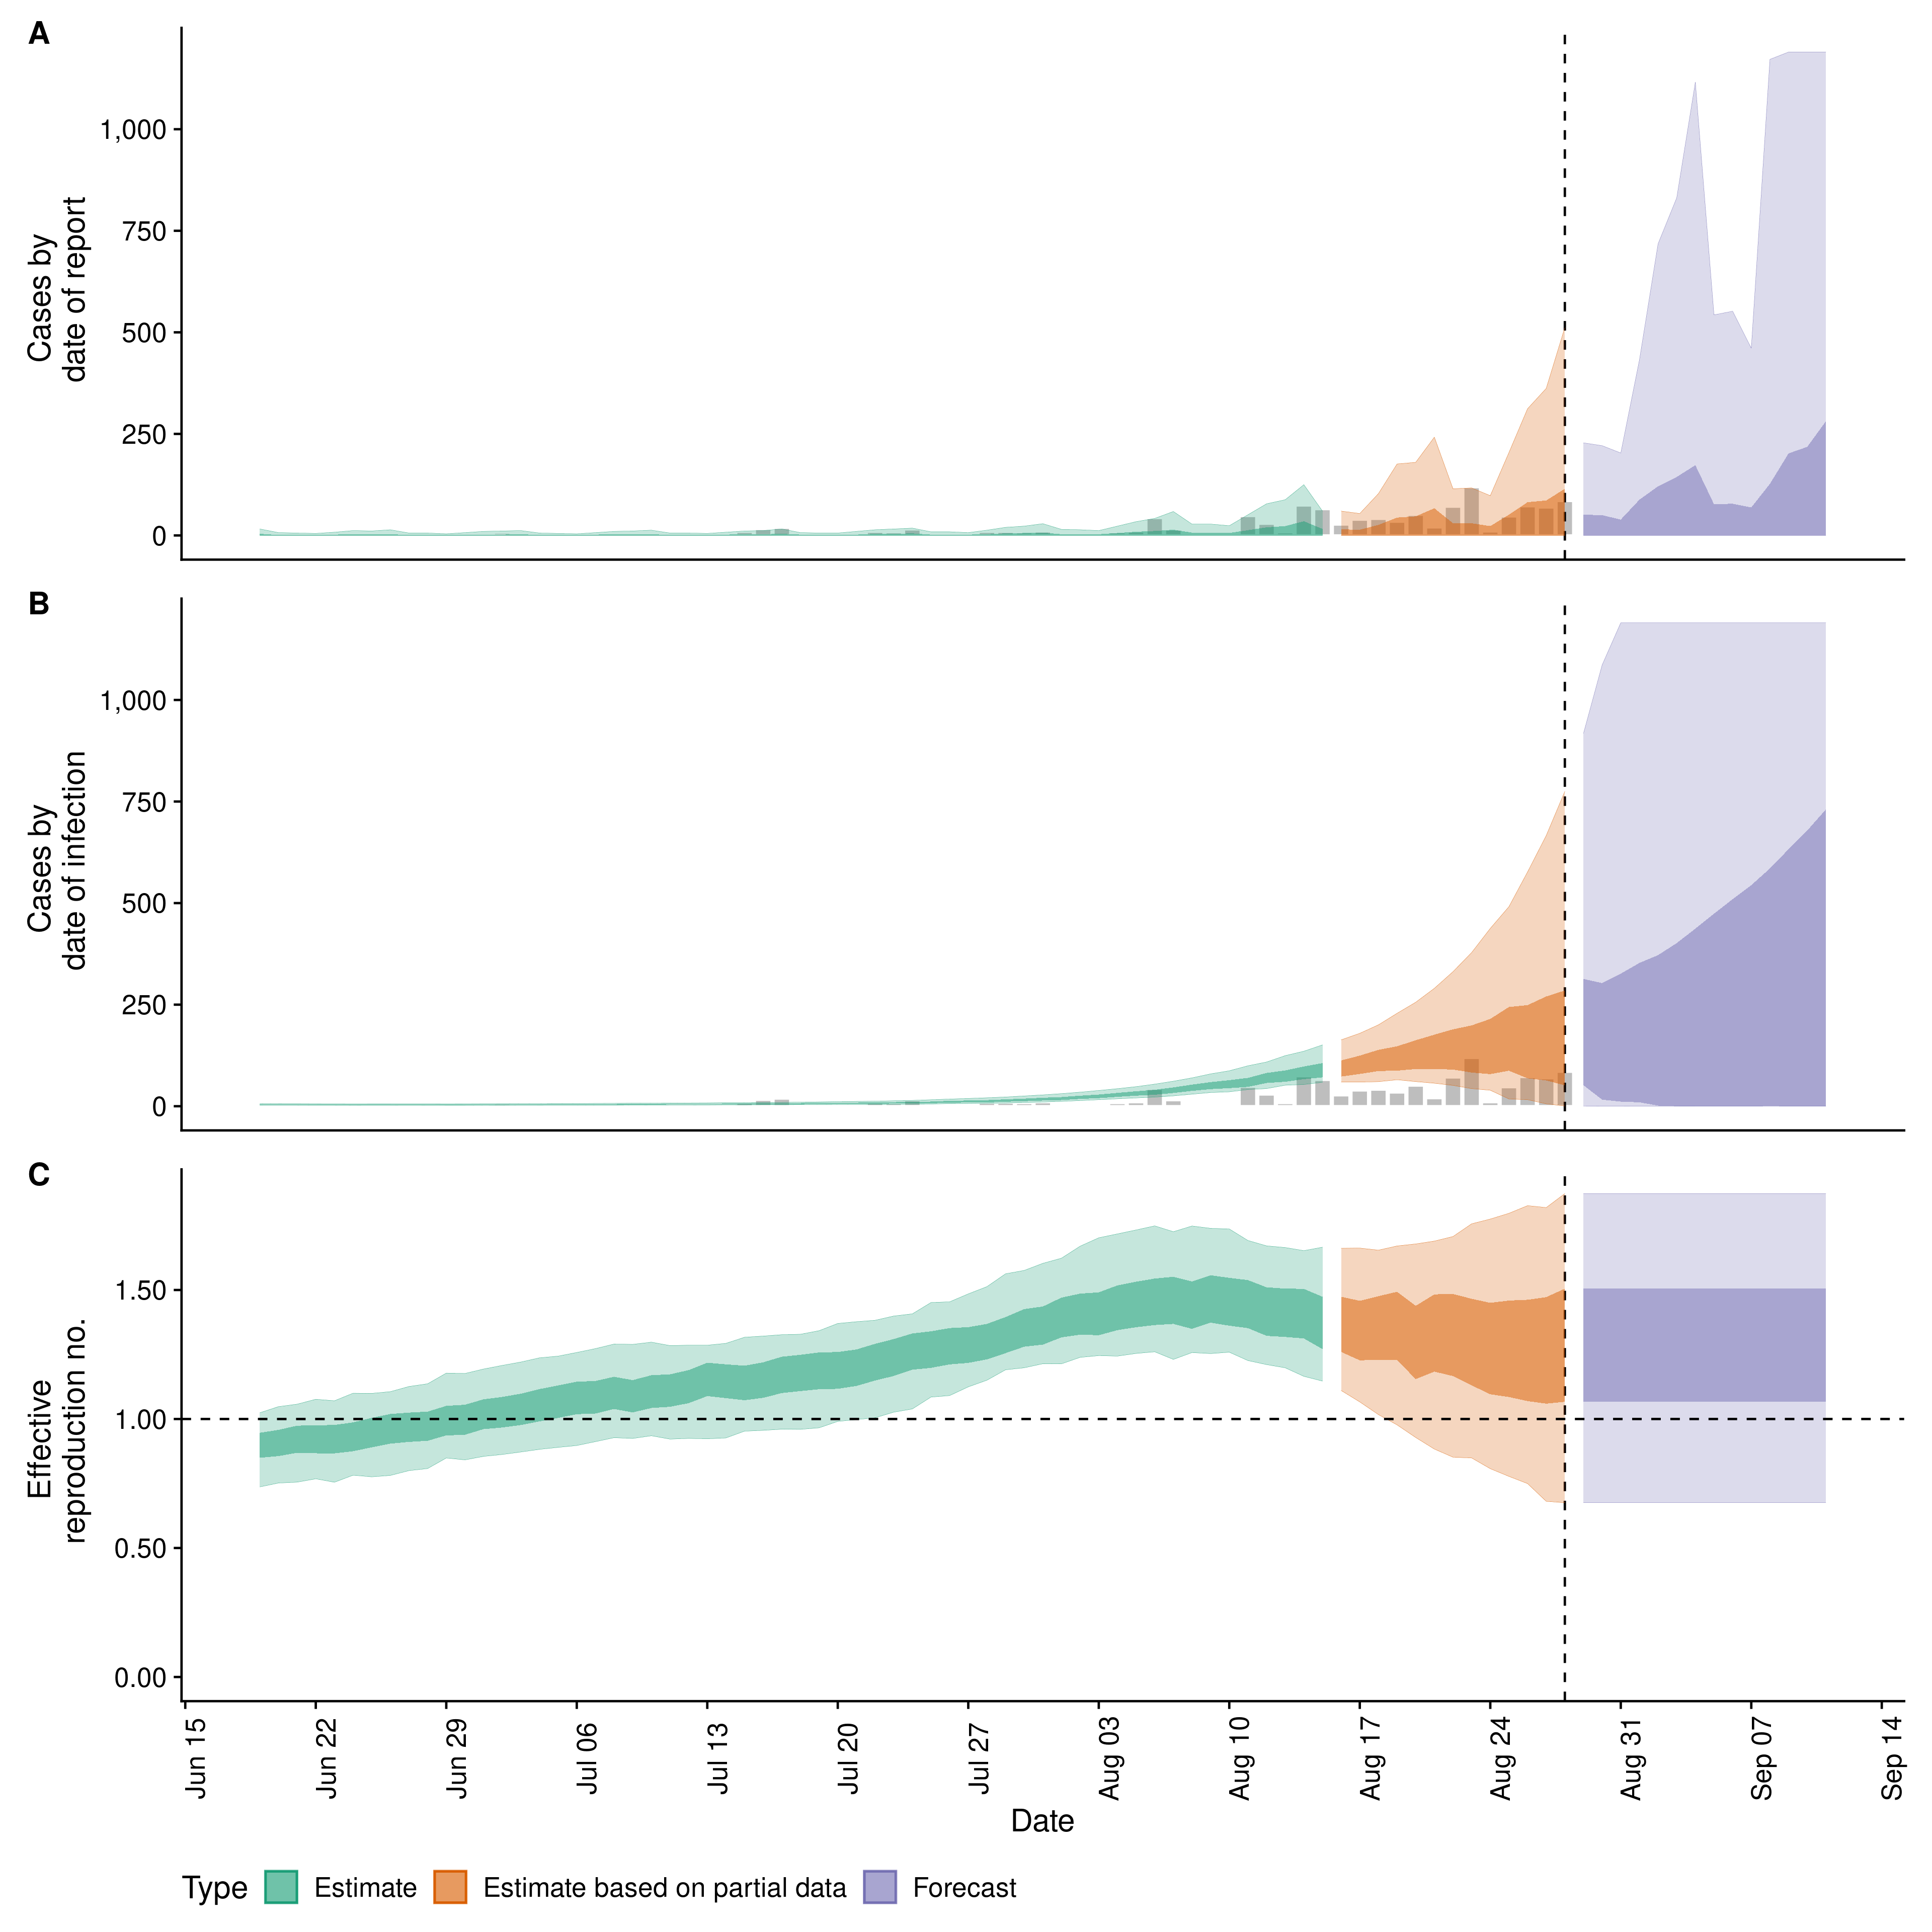 A
Cases by
date of report
1,000
750
500
250
0
B
Cases by
date of infection
1,000
750
500
250
0
C
Effective
reproduction no.
1.50
1.00
0.50
0.00
Jun 15
Jun 22
Jun 29
Jul 06
Jul 13
Jul 20
Jul 27
Aug 03
Aug 10
Aug 17
Aug 24
Aug 31
Sep 07
Sep 14
Date
Type Estimate Estimate based on partial data Forecast